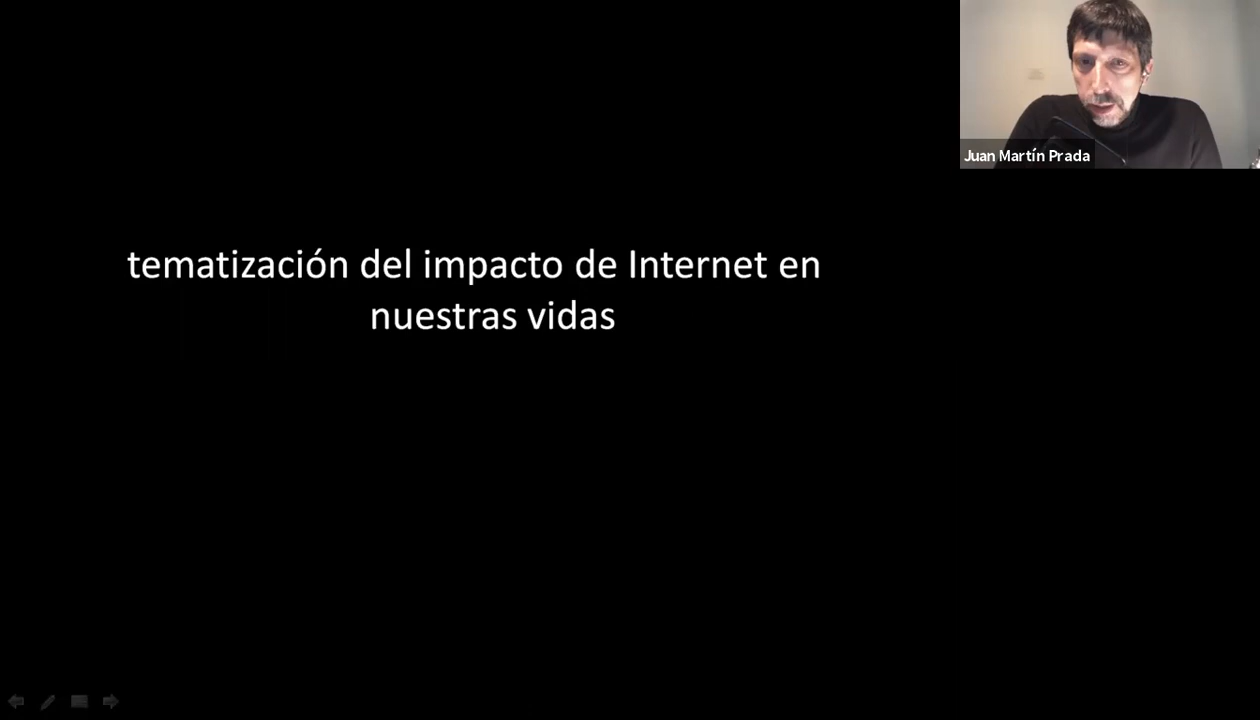 Juan Martín Prada
tematización del impacto de Internet en
nuestras vidas